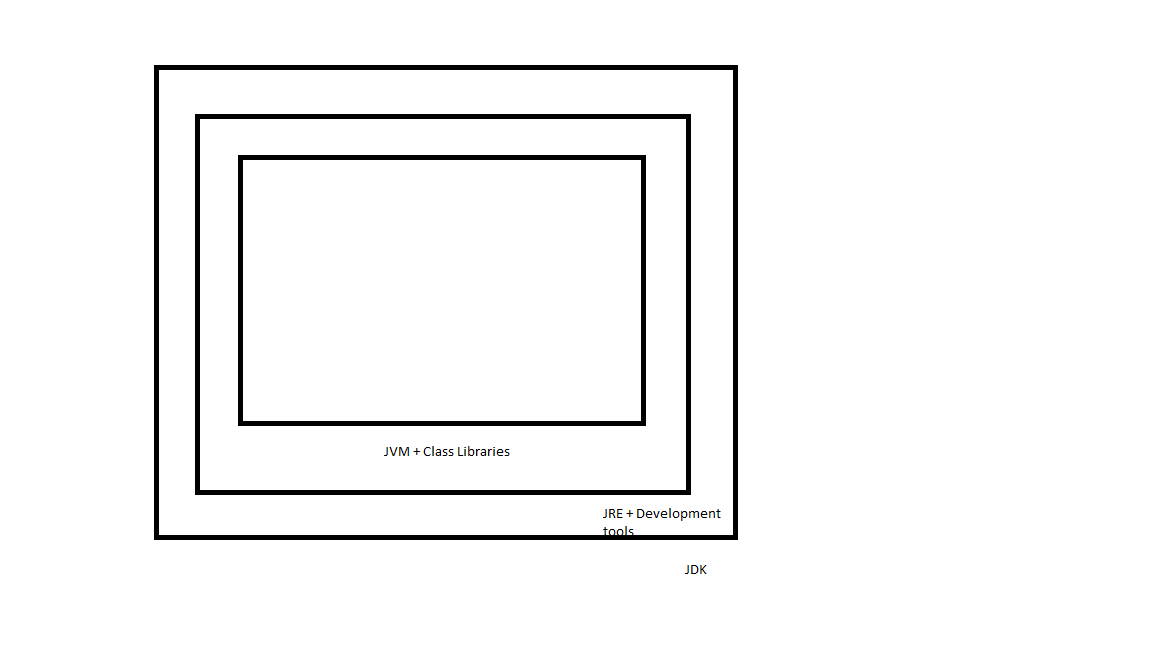 JVM + Class Libraries
JRE + Development
tools
JDK